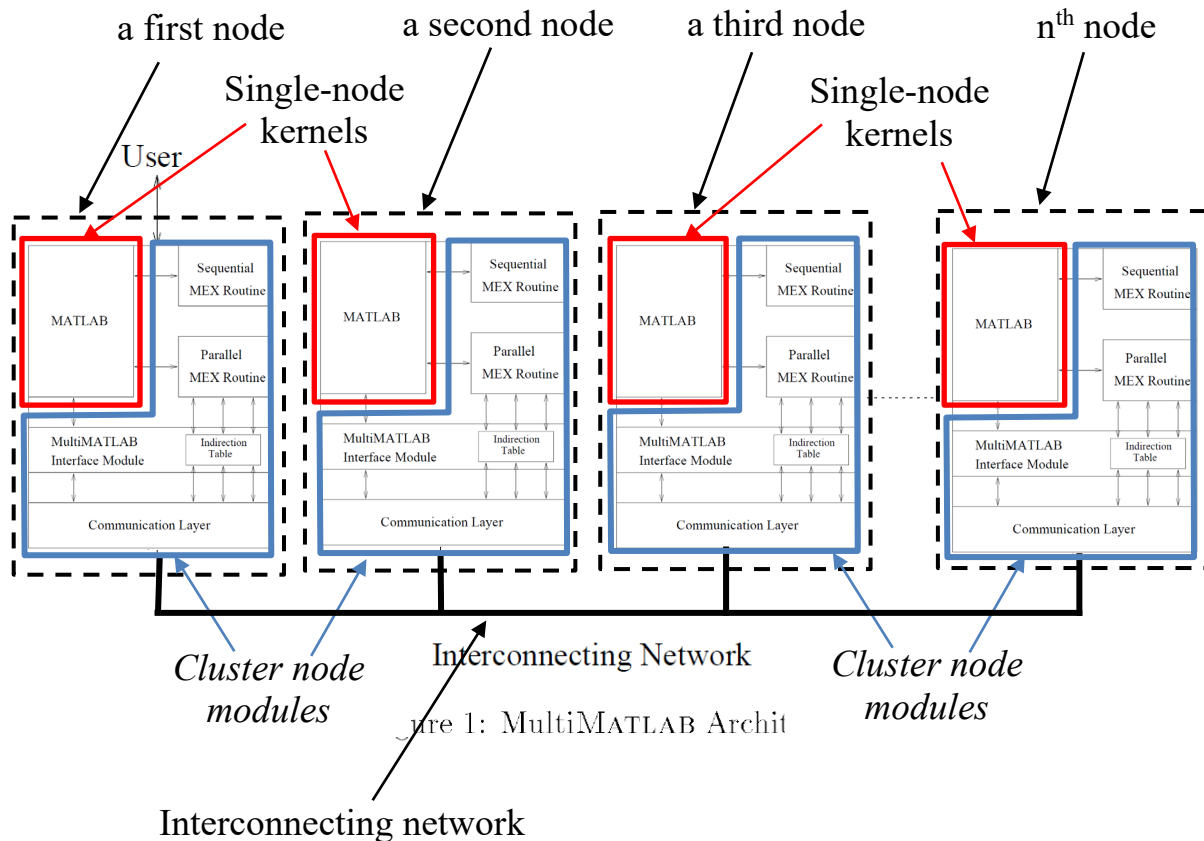 a first node
a second node
a third node
nth node
Single-node
kernels
Single-node
kernels
User
MATLAB
Sequential
MEX Routine
Parallel
MEX Routine
MultiMATLAB
Interface Module
Indirection
Table
Communication Layer
MATLAB
Sequential
MEX Routine
Parallel
MEX Routine
MultiMATLAB
Interface Module
Indirection
Table
Communication Layer
MATLAB
Sequential
MEX Routine
Parallel
MEX Routine
MultiMATLAB
Interface Module
Indirection
Table
Communication Layer
MATLAB
Sequential
MEX Routine
Parallel
MEX Routine
MultiMATLAB
Interface Module
Indirection
Table
Communication Layer
Cluster node
modules
Interconnecting Network
Cluster node
modules
ure 1: MULTIMATLAB Archit
Interconnecting network